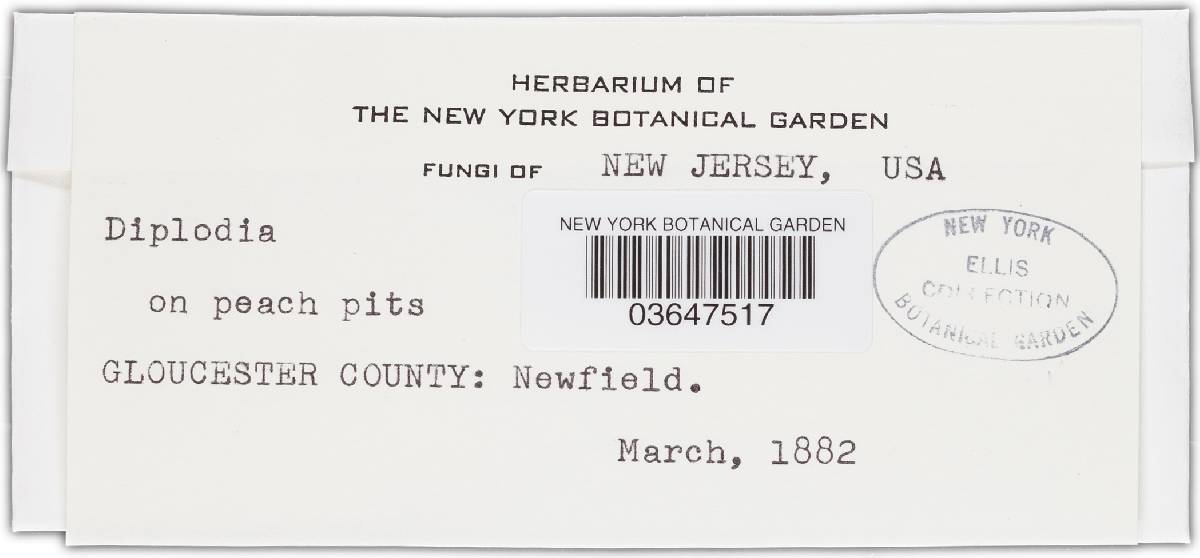 HERBARIUM OF
THE NEW YORK BOTANICAL GARDEN
FUNGI OF NEW JERSEY, USA
Diplodia
NEW YORK BOTANICAL GARDEN
03647517
NEW YORK
ELLIS
COLLECTION
BOTANICAL GARDEN
on peach pits
GLOUCESTER COUNTY: Newfield.
March, 1882